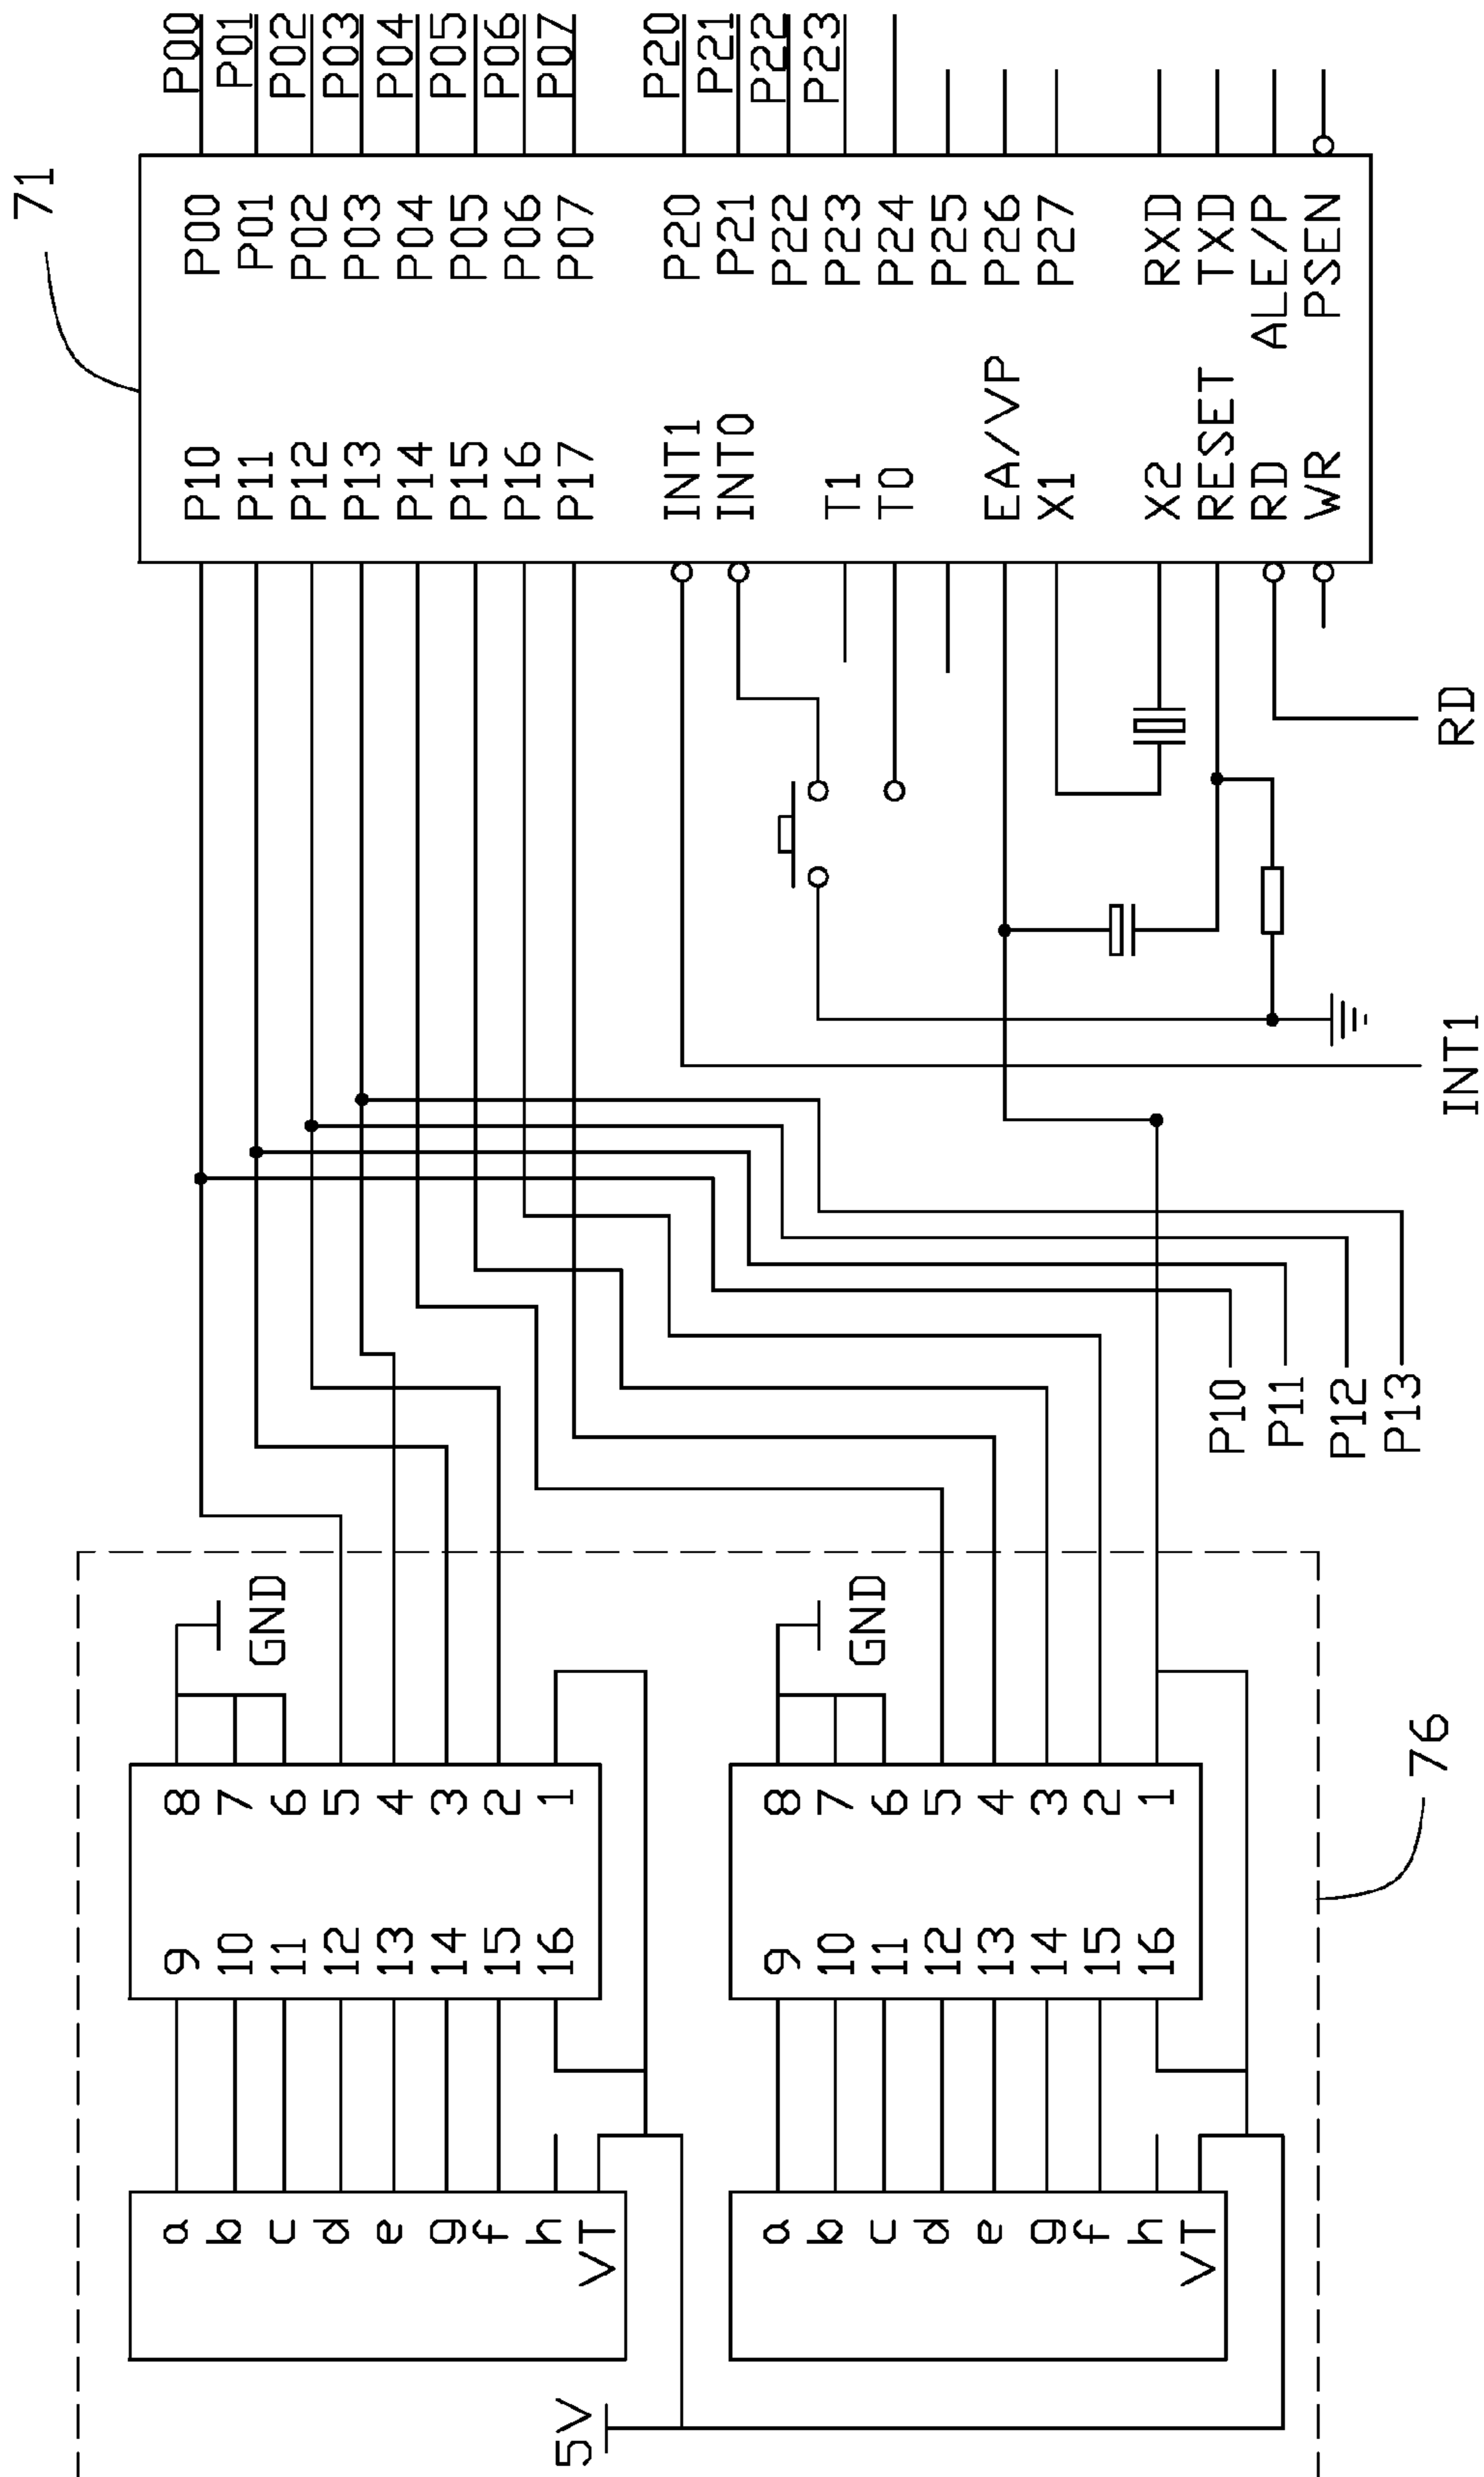 71
P00
P01
P02
P03
P04
P05
P06
P07
P20
P21
P22
P23
P10 P00
P11 P01
P12 P02
P13 P03
P14 P04
P15 P05
P16 P06
P17 P07
INT1 P20
INT0 P21
P22
T1 P23
T0 P24
P25
EA/VP P26
X1 P27
X2 RXD
RESET TXD
RD ALE/P
WR PSEN
RD
INT1
P10
P11
P12
P13
GND
9 8
10 7
11 6
12 5
13 4
14 3
15 2
16 1
a
b
c
d
e
g
f
h
VT
GND
9 8
10 7
11 6
12 5
13 4
14 3
15 2
16 1
a
b
c
d
e
g
f
h
VT
5V
76